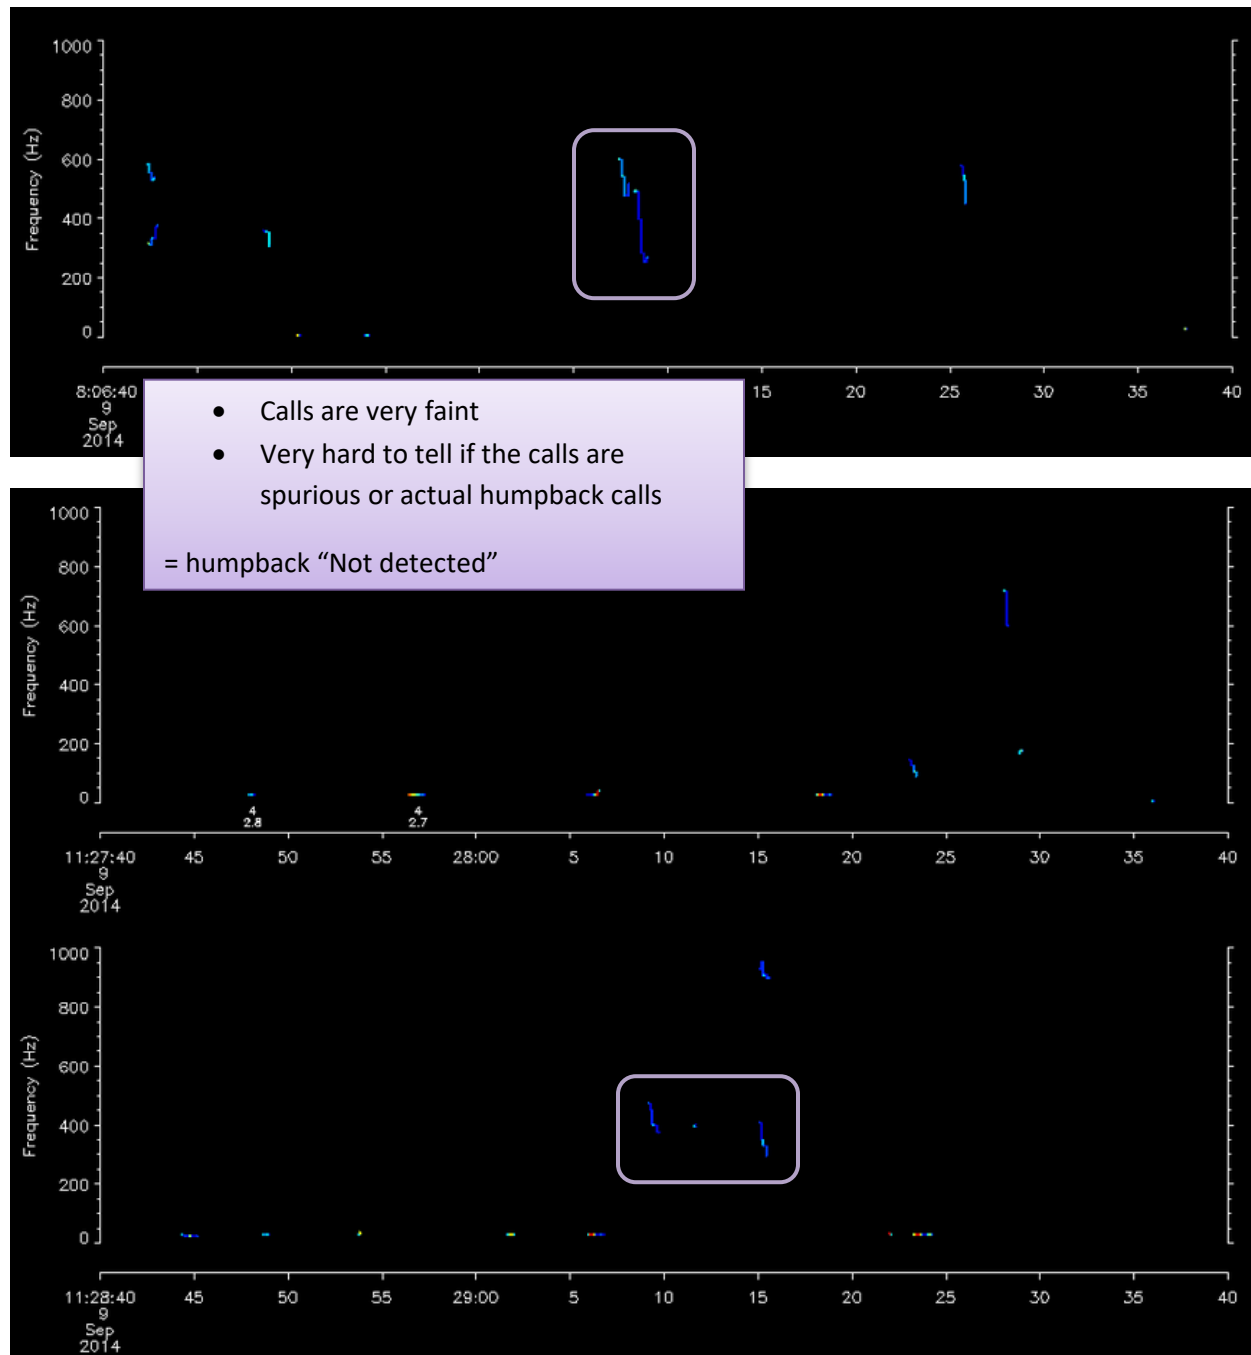 1000
800
600
400
200
0
Frequency (Hz)
8:06:40 15 20 25 30 35 40
9
Sep
2014
• Calls are very faint
• Very hard to tell if the calls are
spurious or actual humpback calls
= humpback “Not detected”
1000
800
600
400
200
0
Frequency (Hz)
4 4
2.8 2.7
11:27:40 45 50 55 28:00 5 10 15 20 25 30 35 40
9
Sep
2014
1000
800
600
400
200
0
Frequency (Hz)
11:28:40 45 50 55 29:00 5 10 15 20 25 30 35 40
9
Sep
2014